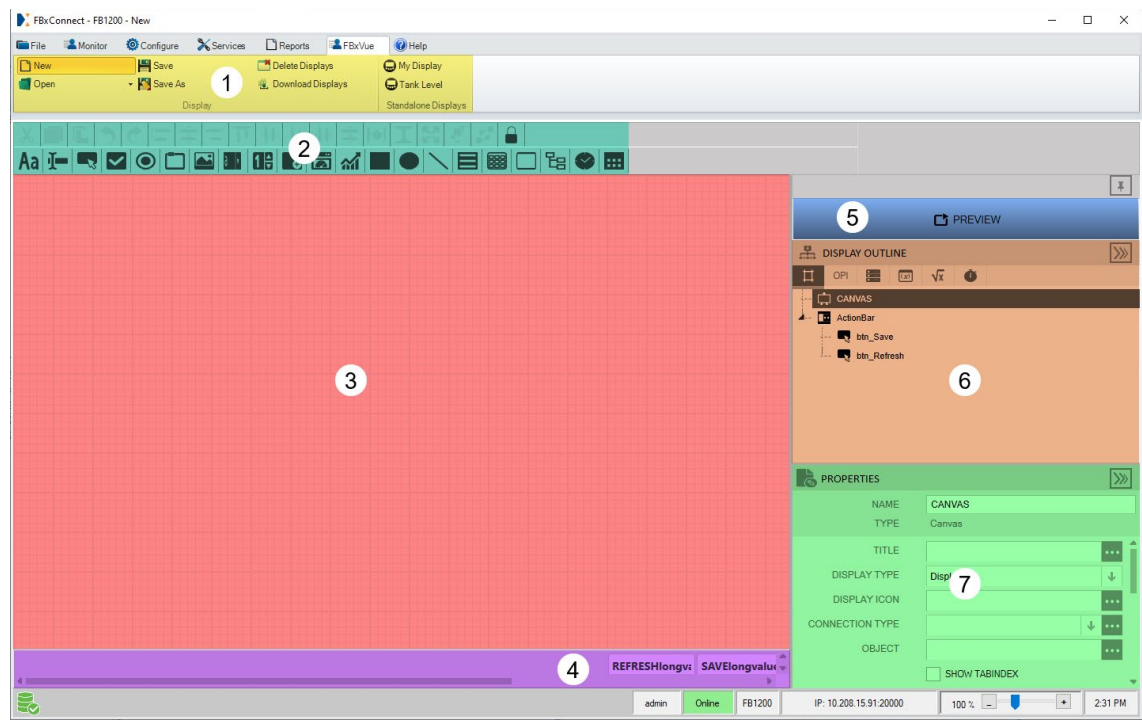 FBxConnect - FB1200 - New
File Monitor Configure Services Reports FBxVue Help
New Save Delete Displays My Display
Open Save As 1 Download Displays Tank Level
Display Standalone Displays
2
Aa
5 PREVIEW
DISPLAY OUTLINE
OPI (x) √x
CANVAS
ActionBar
btn_Save
btn_Refresh
3
6
PROPERTIES
NAME CANVAS
TYPE Canvas
TITLE
DISPLAY TYPE Displ 7
DISPLAY ICON
CONNECTION TYPE
OBJECT
SHOW TABINDEX
4 REFRESHlongva SAVElongvalue
admin Online FB1200 IP: 10.208.15.91:20000 100 % - + 2:31 PM